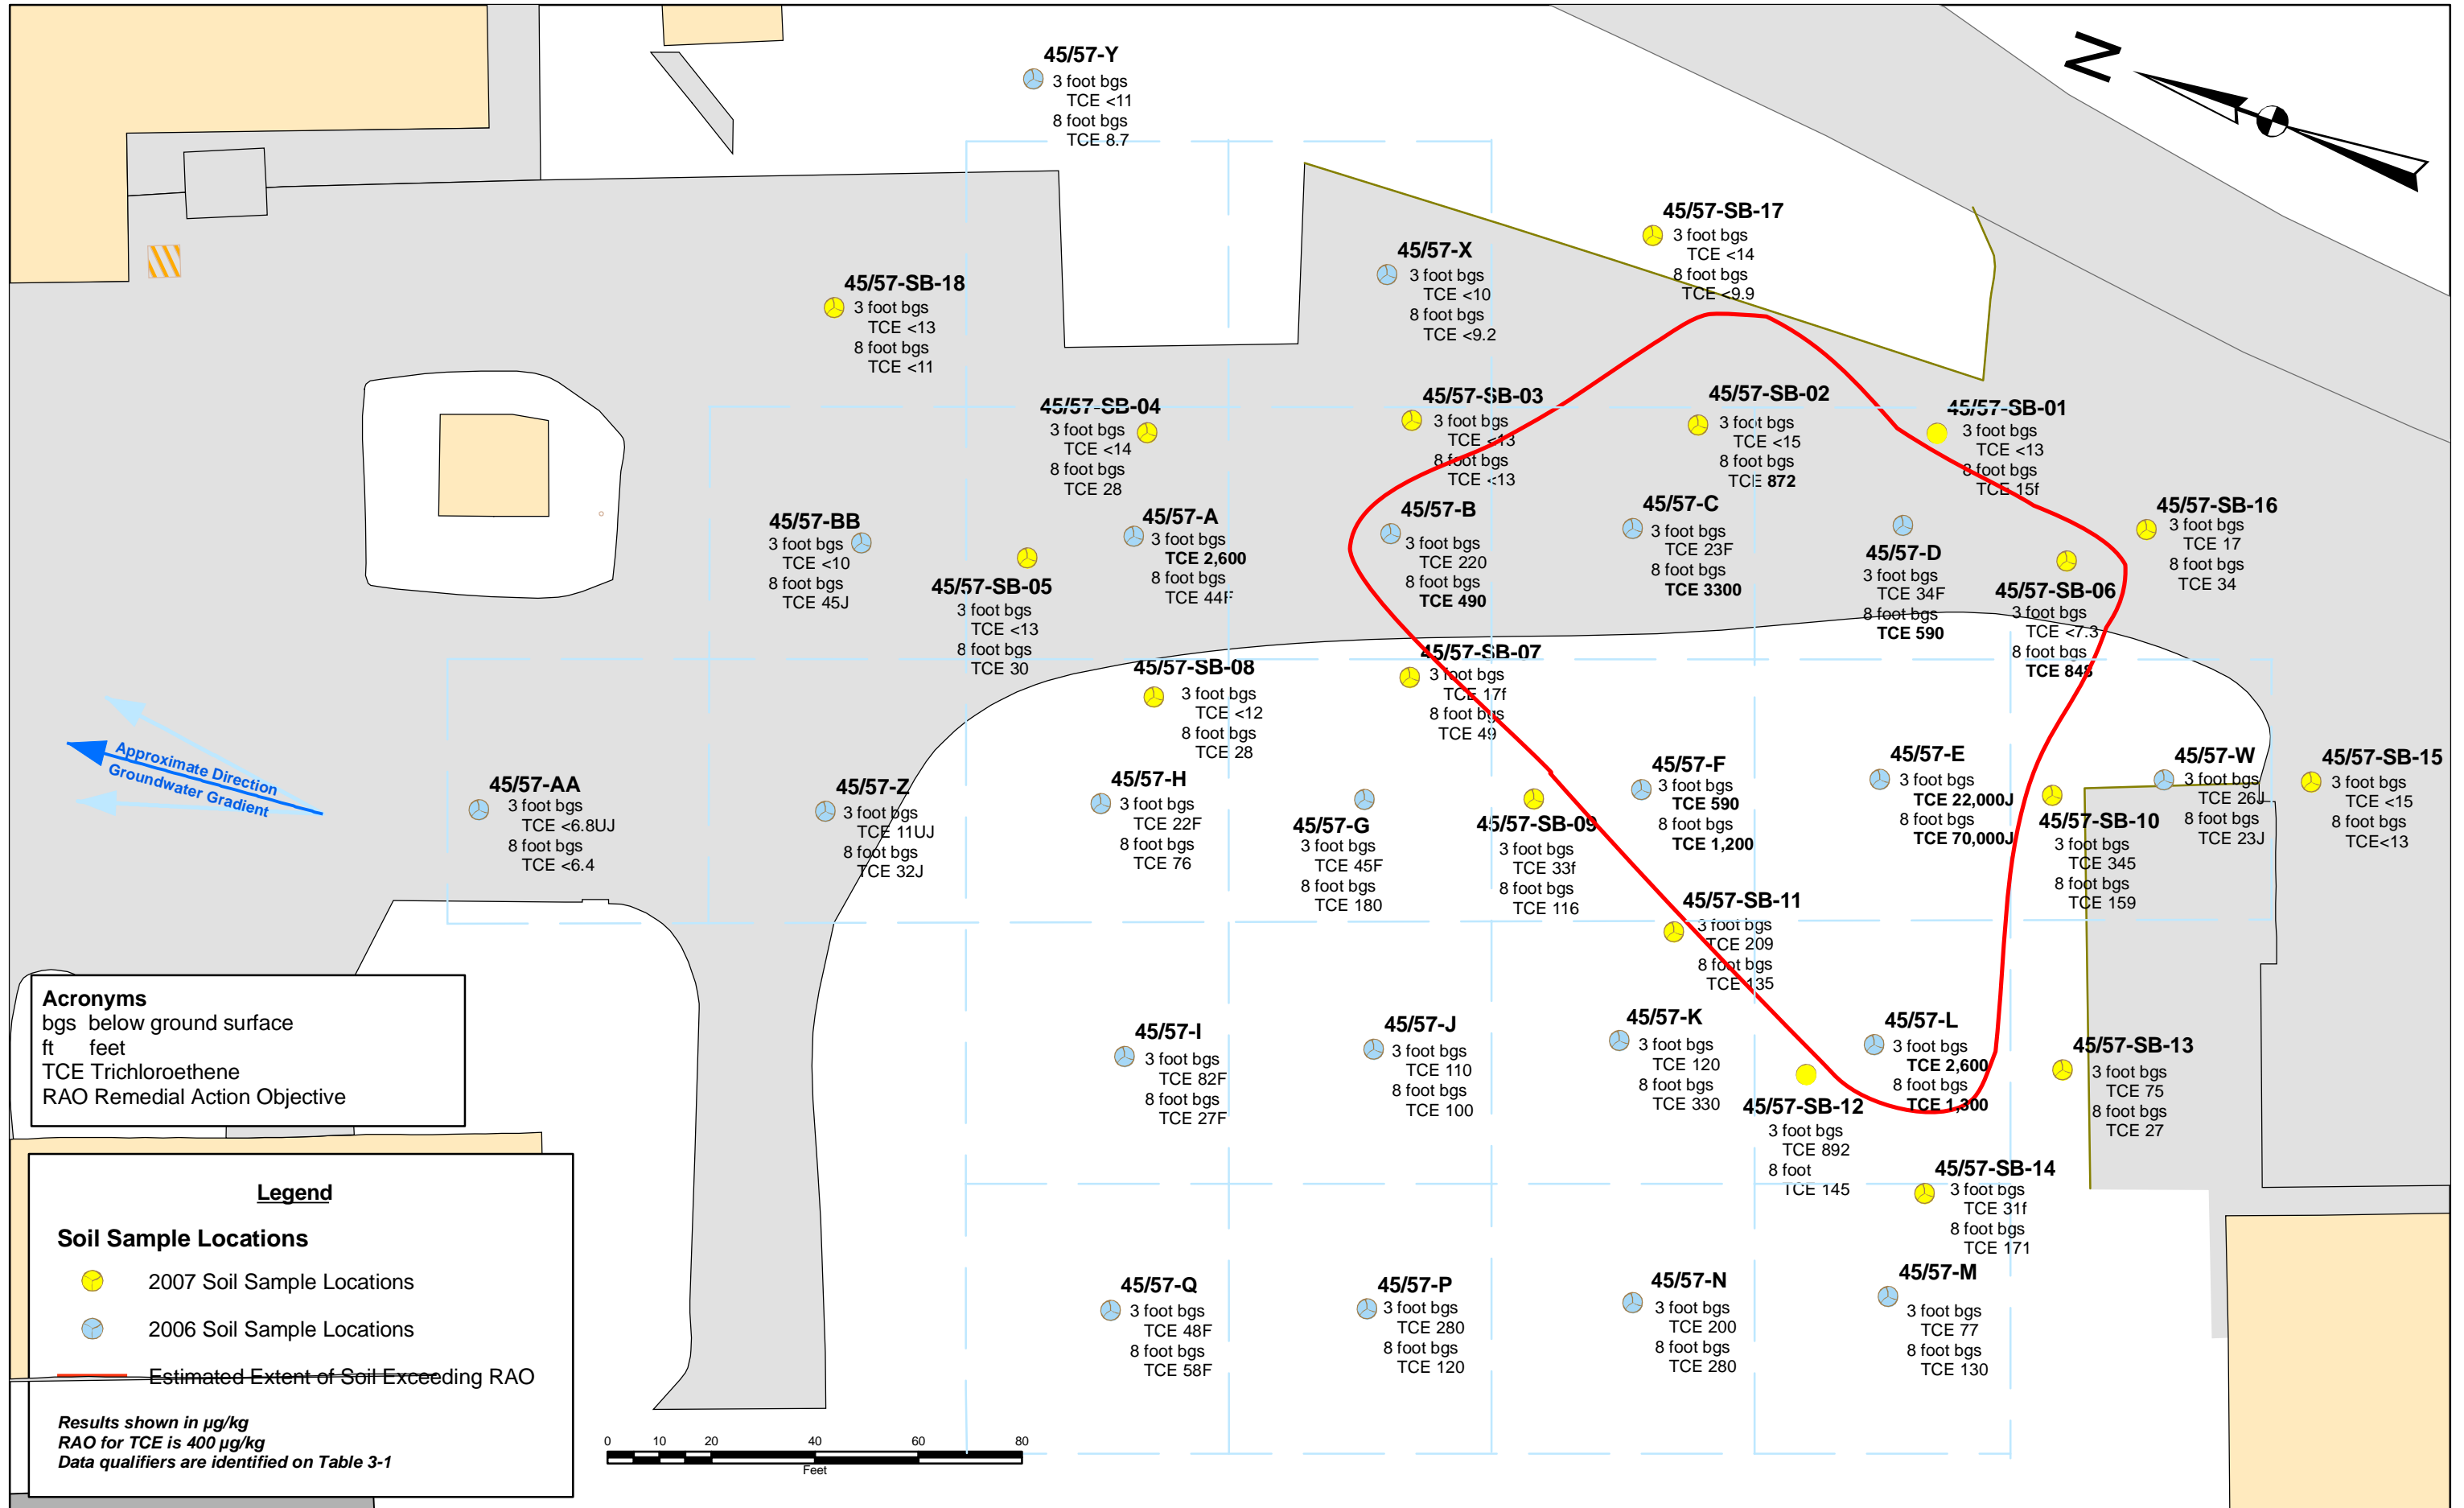 45/57-Y
3 foot bgs
TCE <11
8 foot bgs
TCE 8.7
N
45/57-SB-17
3 foot bgs
TCE <14
8 foot bgs
TCE <9.9
45/57-X
3 foot bgs
TCE <10
8 foot bgs
TCE <9.2
45/57-SB-18
3 foot bgs
TCE <13
8 foot bgs
TCE <11
45/57-SB-04
3 foot bgs
TCE <14
8 foot bgs
TCE 28
45/57-SB-03
3 foot bgs
TCE <13
8 foot bgs
TCE <13
45/57-SB-02
3 foot bgs
TCE <15
8 foot bgs
TCE 872
45/57-SB-01
3 foot bgs
TCE <13
8 foot bgs
TCE 15f
45/57-BB
3 foot bgs
TCE <10
8 foot bgs
TCE 45J
45/57-SB-05
3 foot bgs
TCE <13
8 foot bgs
TCE 30
45/57-A
3 foot bgs
TCE 2,600
8 foot bgs
TCE 44F
45/57-B
3 foot bgs
TCE 220
8 foot bgs
TCE 490
45/57-C
3 foot bgs
TCE 23F
8 foot bgs
TCE 3300
45/57-D
3 foot bgs
TCE 34F
8 foot bgs
TCE 590
45/57-SB-16
3 foot bgs
TCE 17
8 foot bgs
TCE 34
45/57-SB-06
3 foot bgs
TCE <7.3
8 foot bgs
TCE 848
45/57-SB-08
3 foot bgs
TCE <12
8 foot bgs
TCE 28
45/57-SB-07
3 foot bgs
TCE 17f
8 foot bgs
TCE 49
Approximate Direction
Groundwater Gradient
45/57-AA
3 foot bgs
TCE <6.8UJ
8 foot bgs
TCE <6.4
45/57-Z
3 foot bgs
TCE 11UJ
8 foot bgs
TCE 32J
45/57-H
3 foot bgs
TCE 22F
8 foot bgs
TCE 76
45/57-G
3 foot bgs
TCE 45F
8 foot bgs
TCE 180
45/57-SB-09
3 foot bgs
TCE 33f
8 foot bgs
TCE 116
45/57-F
3 foot bgs
TCE 590
8 foot bgs
TCE 1,200
45/57-E
3 foot bgs
TCE 22,000J
8 foot bgs
TCE 70,000J
45/57-SB-10
3 foot bgs
TCE 345
8 foot bgs
TCE 159
45/57-W
3 foot bgs
TCE 26J
8 foot bgs
TCE 23J
45/57-SB-15
3 foot bgs
TCE <15
8 foot bgs
TCE<13
45/57-SB-11
3 foot bgs
TCE 209
8 foot bgs
TCE 135
45/57-I
3 foot bgs
TCE 82F
8 foot bgs
TCE 27F
45/57-J
3 foot bgs
TCE 110
8 foot bgs
TCE 100
45/57-K
3 foot bgs
TCE 120
8 foot bgs
TCE 330
45/57-L
3 foot bgs
TCE 2,600
8 foot bgs
TCE 1,300
45/57-SB-13
3 foot bgs
TCE 75
8 foot bgs
TCE 27
45/57-SB-12
3 foot bgs
TCE 892
8 foot
TCE 145
45/57-SB-14
3 foot bgs
TCE 31f
8 foot bgs
TCE 171
45/57-Q
3 foot bgs
TCE 48F
8 foot bgs
TCE 58F
45/57-P
3 foot bgs
TCE 280
8 foot bgs
TCE 120
45/57-N
3 foot bgs
TCE 200
8 foot bgs
TCE 280
45/57-M
3 foot bgs
TCE 77
8 foot bgs
TCE 130
Acronyms
bgs below ground surface
ft feet
TCE Trichloroethene
RAO Remedial Action Objective
Legend
Soil Sample Locations
2007 Soil Sample Locations
2006 Soil Sample Locations
Estimated Extent of Soil Exceeding RAO
Results shown in µg/kg
RAO for TCE is 400 µg/kg
Data qualifiers are identified on Table 3-1
0 10 20 40 60 80
Feet